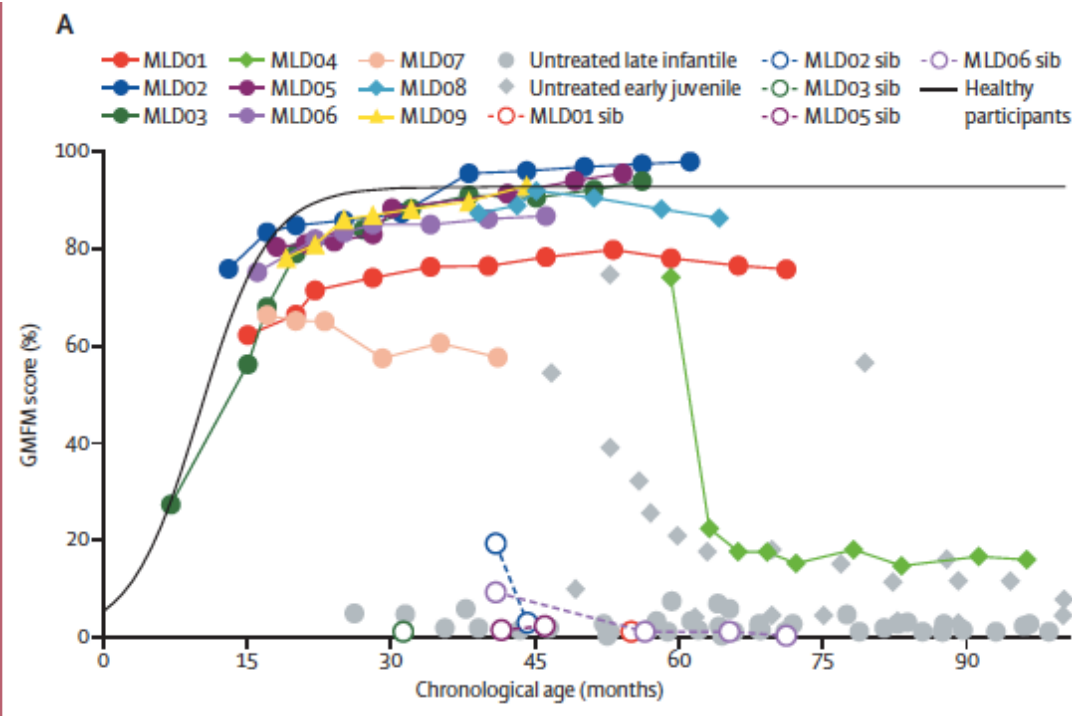 A
MLD01 MLD04 MLD07 Untreated late infantile MLD02 sib MLD06 sib
MLD02 MLD05 MLD08 Untreated early juvenile MLD03 sib Healthy
MLD03 MLD06 MLD09 MLD01 sib MLD05 sib participants
100
80
60
40
20
0
GMFM score (%)
0 15 30 45 60 75 90
Chronological age (months)